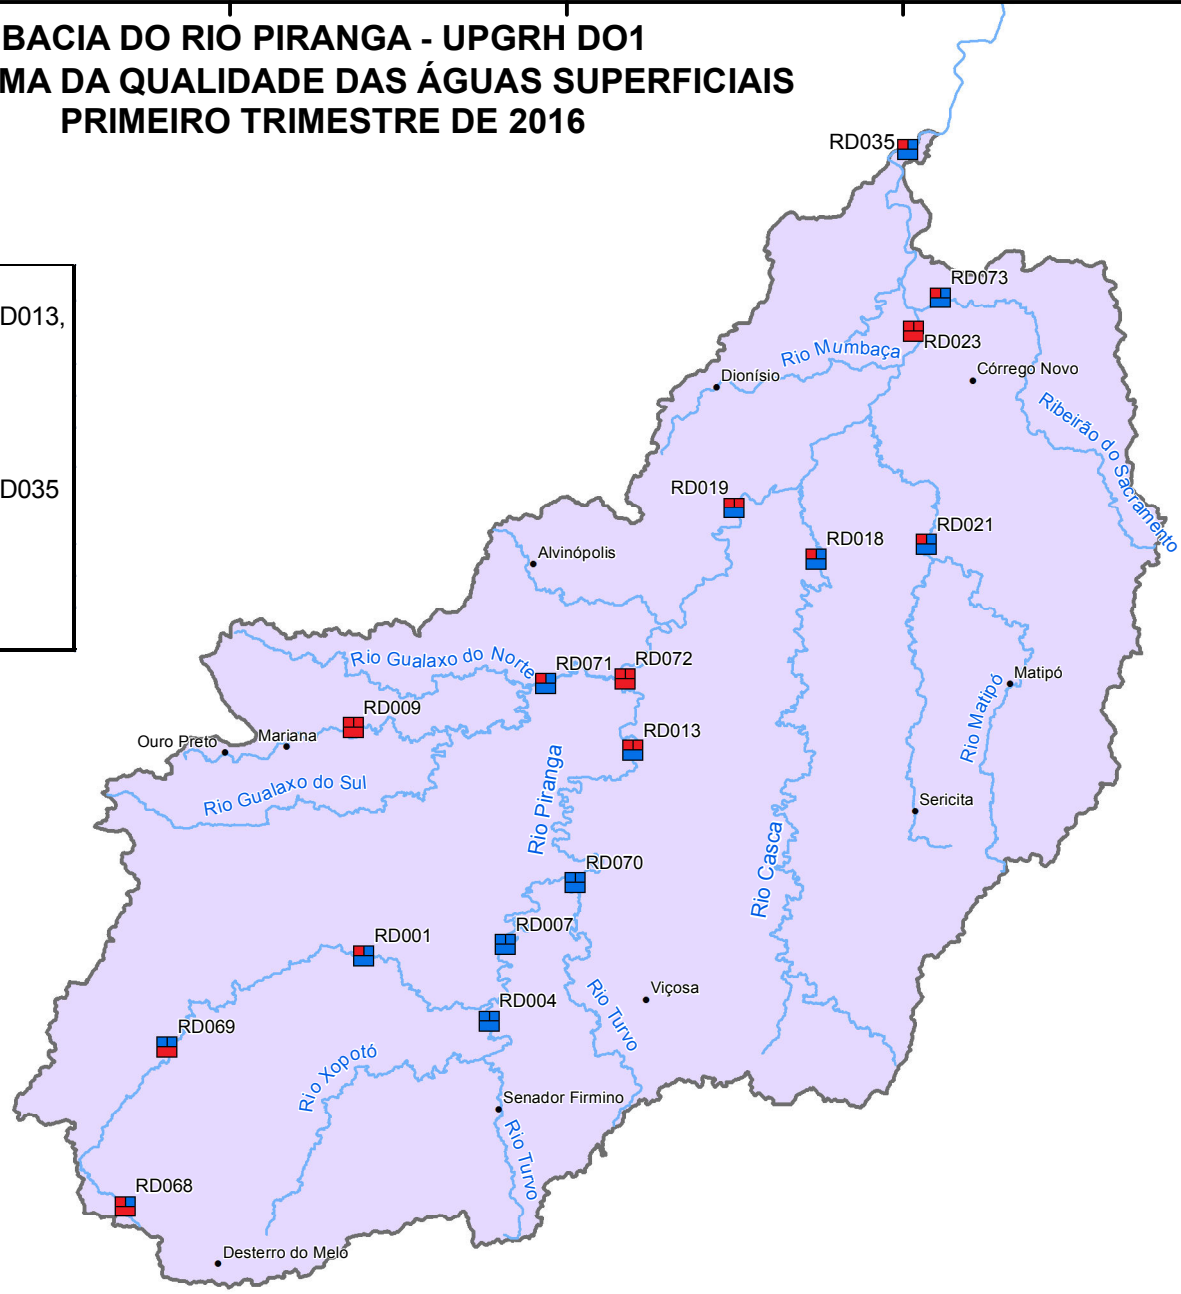 BACIA DO RIO PIRANGA - UPGRH DO1
MA DA QUALIDADE DAS ÁGUAS SUPERFICIAIS
PRIMEIRO TRIMESTRE DE 2016
RD035
RD073
D013,
RD023
Rio Mumbaça
Córrego Novo
Dionísio
Ribeirão do Sacramento
D035
RD019
RD021
RD018
Alvinópolis
Rio Gualaxo do Norte
RD071
RD072
Matipó
Rio Matipó
RD009
RD013
Mariana
Ouro Preto
Rio Gualaxo do Sul
Rio Piranga
Sericita
Rio Casca
RD070
RD007
RD001
Viçosa
RD004
Rio Turvo
RD069
Rio Xopotó
Senador Firmino
Rio Turvo
RD068
Desterro do Melo